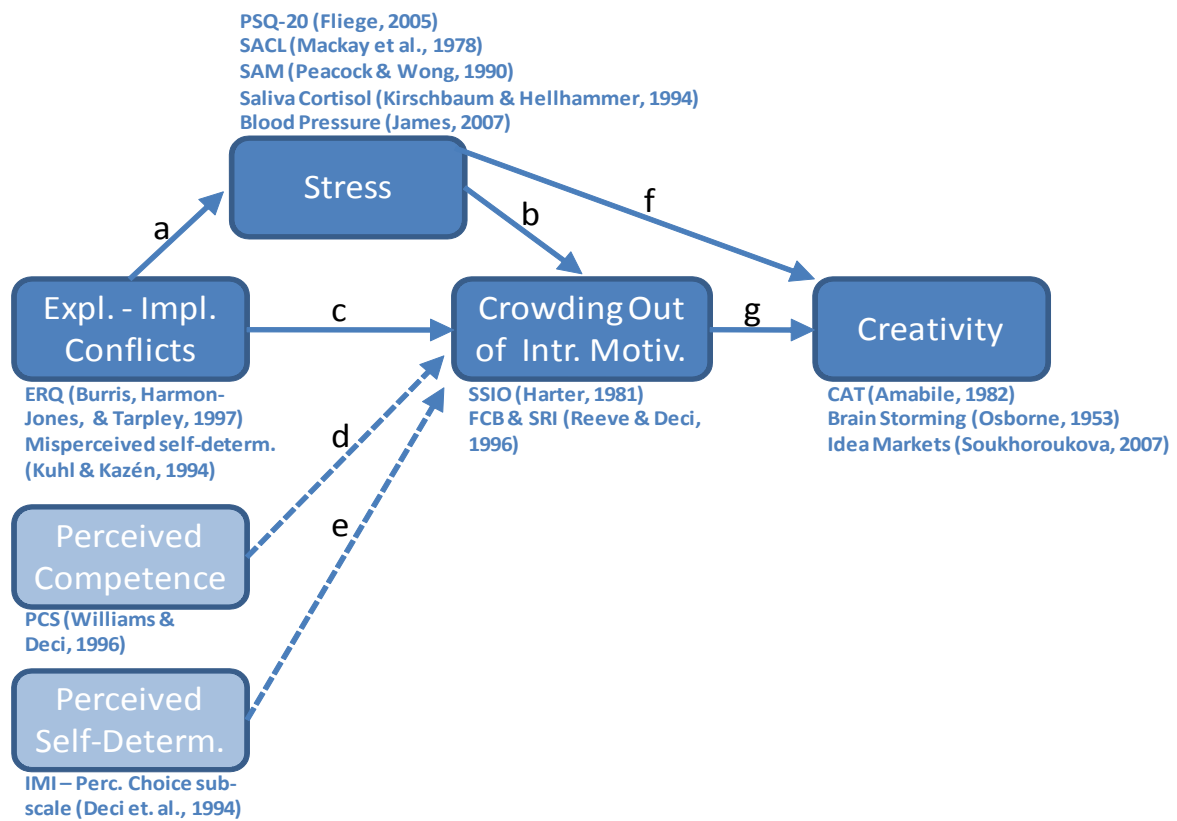 PSQ-20 (Fliege, 2005)
SACL (Mackay et al., 1978)
SAM (Peacock & Wong, 1990)
Saliva Cortisol (Kirschbaum & Hellhammer, 1994)
Blood Pressure (James, 2007)
Stress
a
b
f
Expl. - Impl.
Conflicts
c
Crowding Out
of Intr. Motiv.
g
Creativity
ERQ (Burris, Harmon-
Jones, & Tarpley, 1997)
Misperceived self-determ.
(Kuhl & Kazén, 1994)
SSIO (Harter, 1981)
FCB & SRI (Reeve & Deci,
1996)
CAT (Amabile, 1982)
Brain Storming (Osborne, 1953)
Idea Markets (Soukhoroukova, 2007)
d
e
Perceived
Competence
PCS (Williams &
Deci, 1996)
Perceived
Self-Determ.
IMI – Perc. Choice sub-
scale (Deci et. al., 1994)